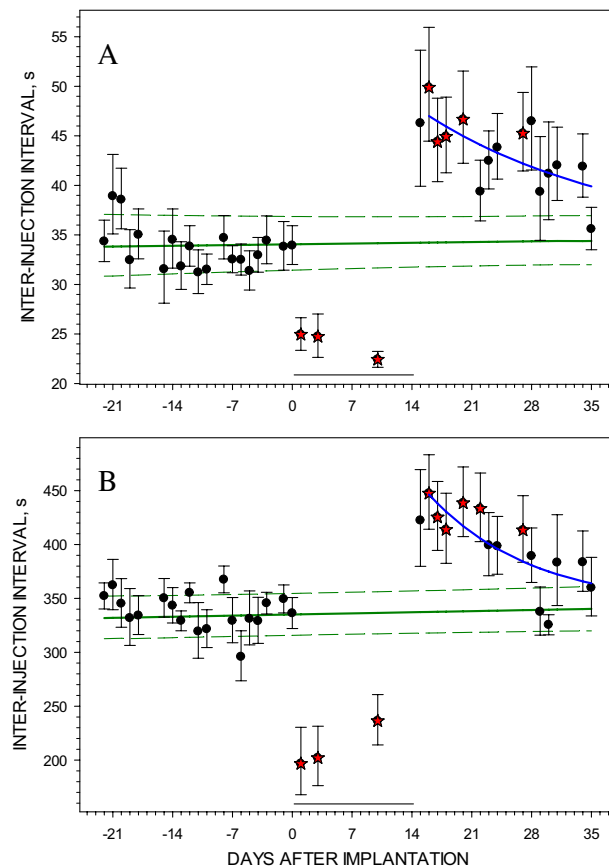 A
INTER-INJECTION INTERVAL, s
55
50
45
40
35
30
25
20
-21 -14 -7 0 7 14 21 28 35
B
INTER-INJECTION INTERVAL, s
450
400
350
300
250
200
-21 -14 -7 0 7 14 21 28 35
DAYS AFTER IMPLANTATION